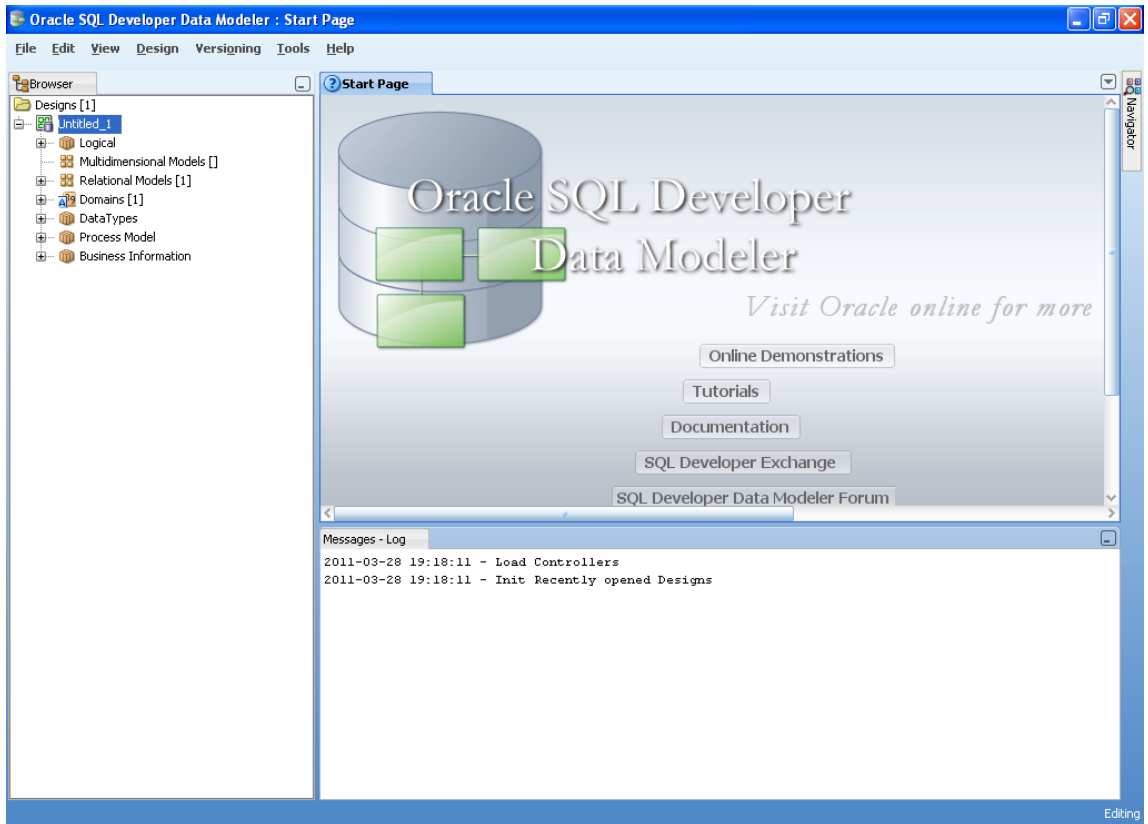 Oracle SQL Developer Data Modeler : Start Page
File Edit View Design Versioning Tools Help
Browser
Designs [1]
Untitled_1
Logical
Multidimensional Models []
Relational Models [1]
Domains [1]
DataTypes
Process Model
Business Information
Start Page
Oracle SQL Developer
Data Modeler
Visit Oracle online for more
Online Demonstrations
Tutorials
Documentation
SQL Developer Exchange
SQL Developer Data Modeler Forum
Navigator
Messages - Log
2011-03-28 19:18:11 - Load Controllers
2011-03-28 19:18:11 - Init Recently opened Designs
Editing